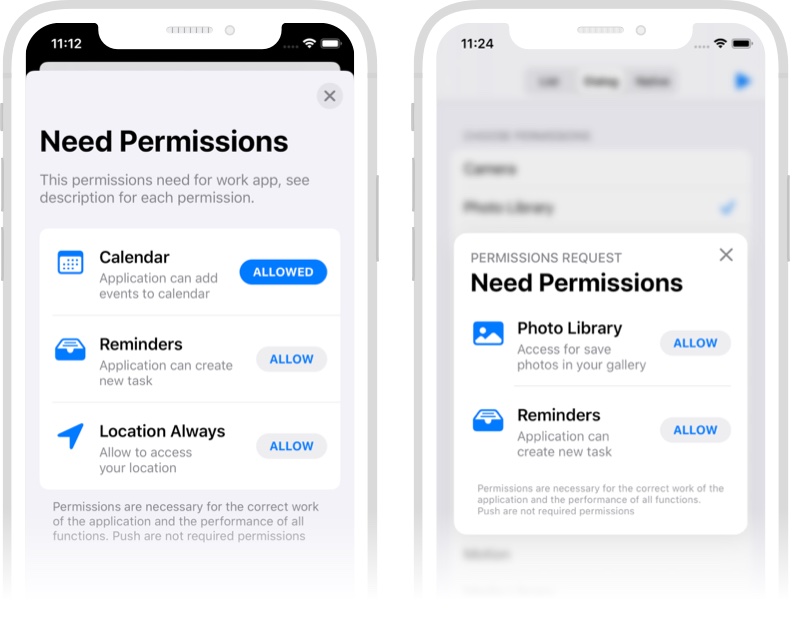 11:12
Need Permissions
This permissions need for work app, see
description for each permission.
Calendar
Application can add
events to calendar
ALLOWED
Reminders
Application can create
new task
ALLOW
Location Always
Allow to access
your location
ALLOW
Permissions are necessary for the correct work
of the application and the performance of all
functions. Push are not required permissions
11:24
List Dialog Native
CHOOSE PERMISSIONS
Camera
Photo Library
PERMISSIONS REQUEST
Need Permissions
Photo Library
Access for save
photos in your gallery
ALLOW
Reminders
Application can
create new task
ALLOW
Permissions are necessary for the correct work of the
application and the performance of all functions.
Push are not required permissions
Motion